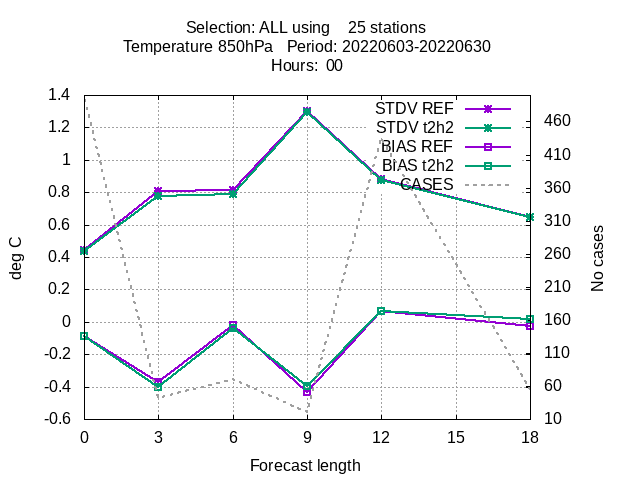 Selection: ALL using    25 stations
Temperature 850hPa   Period: 20220603-20220630
Hours:  00
1.4
1.2
1
0.8
0.6
0.4
0.2
0
-0.2
-0.4
-0.6
deg C
STDV REF
STDV t2h2
BIAS REF
BIAS t2h2
CASES
460
410
360
310
260
210
160
110
60
10
No cases
0 3 6 9 12 15 18
Forecast length